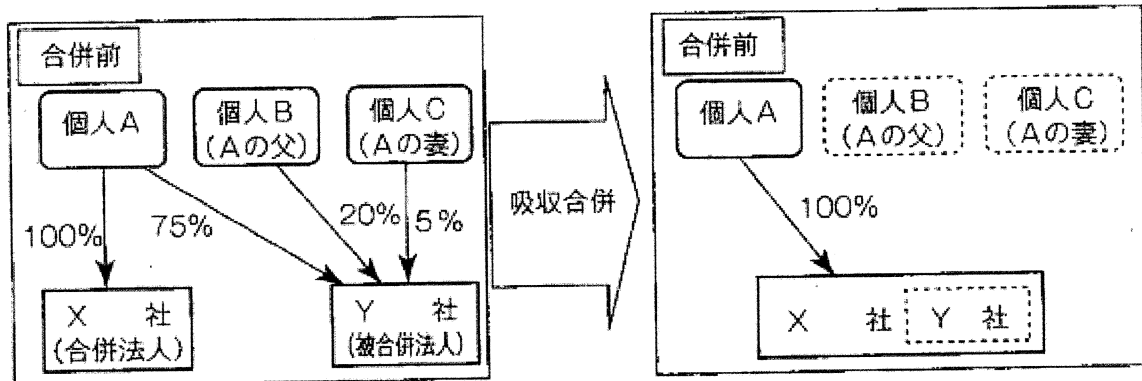 合併前
個人A
個人B
(Aの父)
個人C
(Aの妻)
100%
75%
20%
5%
X 社
(合併法人)
Y 社
(被合併法人)
吸収合併
合併前
個人A
個人B
(Aの父)
個人C
(Aの妻)
100%
X 社
Y 社